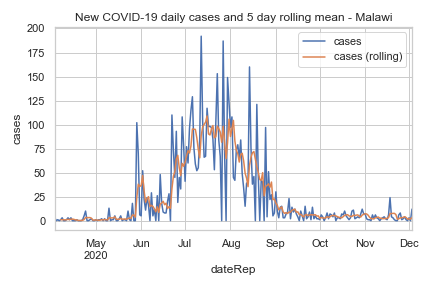 New COVID-19 daily cases and 5 day rolling mean - Malawi
cases
cases (rolling)
200
175
150
125
100
75
50
25
0
cases
May Jun Jul Aug Sep Oct Nov Dec
2020
dateRep